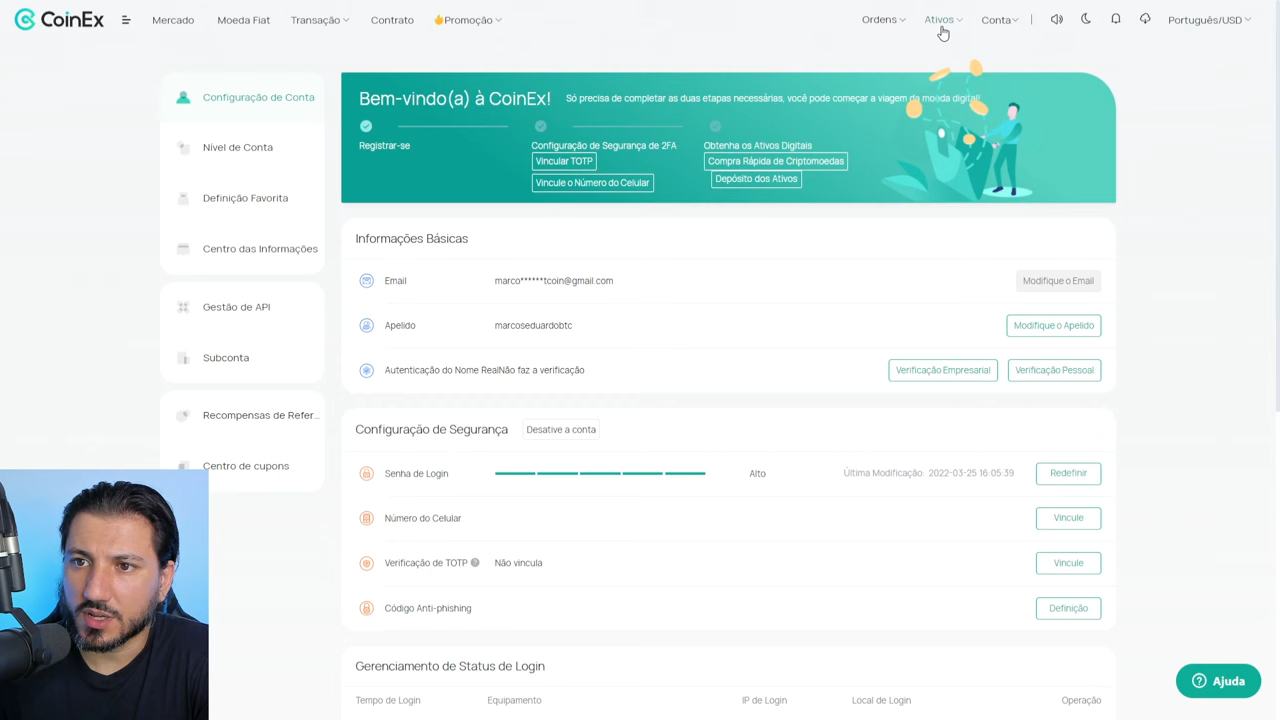 CoinEx
Mercado
Moeda Fiat
Transação
Contrato
Promoção
Ordens
Ativos
Conta
Português/USD
Configuração de Conta
Nível de Conta
Definição Favorita
Centro das Informações
Gestão de API
Subconta
Recompensas de Refer...
Centro de cupons
Bem-vindo(a) à CoinEx!
Só precisa de completar as duas etapas necessárias, você pode começar a viagem da moeda digital!
Registrar-se
Configuração de Segurança de 2FA
Vincular TOTP
Vincule o Número do Celular
Obtenha os Ativos Digitais
Compra Rápida de Criptomoedas
Depósito dos Ativos
Informações Básicas
Email marco******tcoin@gmail.com Modifique o Email
Apelido marcoseduardobtc Modifique o Apelido
Autenticação do Nome RealNão faz a verificação Verificação Empresarial Verificação Pessoal
Configuração de Segurança Desative a conta
Senha de Login Alto Última Modificação: 2022-03-25 16:05:39 Redefinir
Número do Celular Vincule
Verificação de TOTP ? Não vincula Vincule
Código Anti-phishing Definição
Gerenciamento de Status de Login
Tempo de Login Equipamento IP de Login Local de Login Operação
? Ajuda